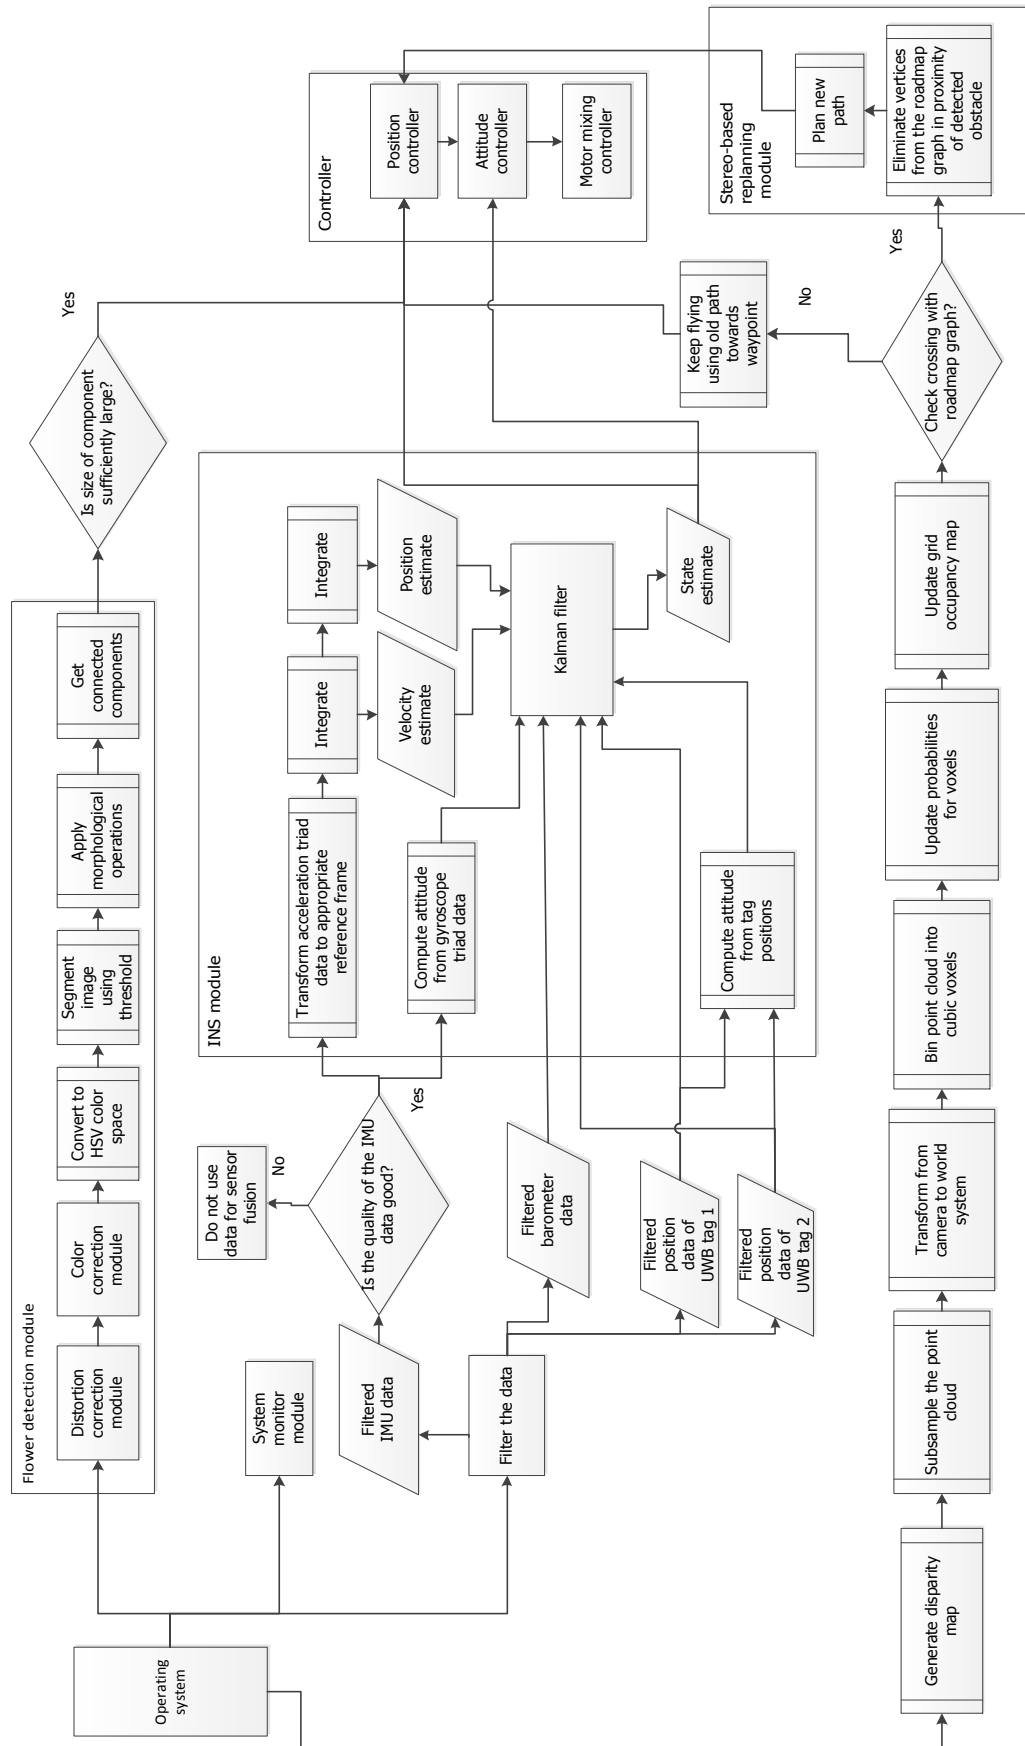 Operating
system
Flower detection module
Distortion
correction
module
Color
correction
module
Convert to
HSV color
space
Segment
image
using
threshold
Apply
morphological
operations
Get
connected
components
Is size of component
sufficiently large?
Yes
System
monitor
module
Filter the data
Filtered
IMU data
Is the quality of the IMU
data good?
No
Do not use
data for sensor
fusion
Yes
Filtered
barometer
data
Filtered
position
data of
UWB tag 1
Filtered
position
data of
UWB tag 2
INS module
Transform acceleration triad
data to appropriate
reference frame
Integrate
Integrate
Velocity
estimate
Position
estimate
Compute attitude
from gyroscope
triad data
Compute attitude
from tag
positions
Kalman filter
State
estimate
Controller
Position
controller
Attitude
controller
Motor mixing
controller
Generate disparity
map
Subsample the point
cloud
Transform from
camera to world
system
Bin point cloud into
cubic voxels
Update probabilities
for voxels
Update grid
occupancy map
Check crossing with
roadmap graph?
No
Keep flying
using old path
towards
waypoint
Yes
Stereo-based
replanning
module
Eliminate vertices
from the roadmap
graph in proximity
of detected
obstacle
Plan new
path